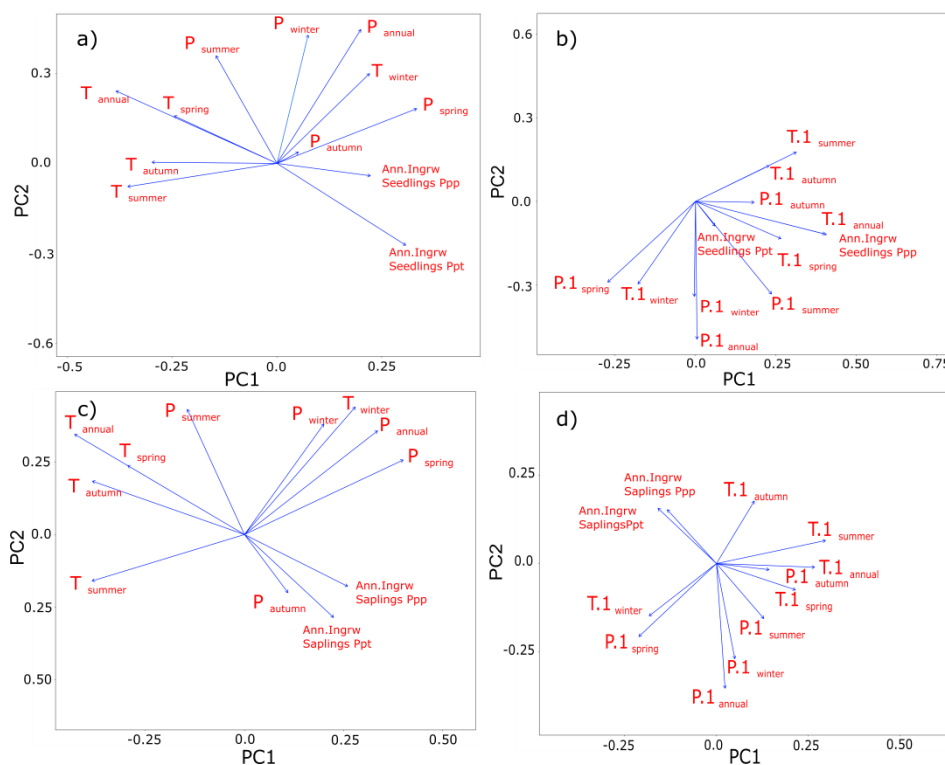 a)
P winter
P annual
P summer
T winter
T annual
T spring
P spring
P autumn
T autumn
Ann.Ingrw
Seedlings Ppp
T summer
Ann.Ingrw
Seedlings Ppt
0.3
0.0
-0.3
-0.6
PC2
-0.5
-0.25
0.0
0.25
PC1
b)
T.1 summer
T.1 autumn
P.1 autumn
T.1 annual
Ann.Ingrw
Seedlings Ppp
Ann.Ingrw
Seedlings Ppt
T.1 spring
P.1 spring
T.1 winter
P.1 winter
P.1 summer
P.1 annual
0.6
0.3
0.0
-0.3
PC2
-0.25
0.0
0.25
0.50
0.75
PC1
c)
P summer
P winter
T winter
T annual
P annual
T spring
P spring
T autumn
T summer
Ann.Ingrw
Saplings Ppp
P autumn
Ann.Ingrw
Saplings Ppt
0.25
0.0
0.25
0.50
PC2
-0.25
0.0
0.25
0.50
PC1
d)
Ann.Ingrw
Saplings Ppp
T.1 autumn
Ann.Ingrw
SaplingsPpt
T.1 summer
T.1 annual
P.1 autumn
T.1 spring
T.1 winter
P.1 summer
P.1 spring
P.1 winter
P.1 annual
0.25
0.0
-0.25
PC2
-0.25
0.0
0.25
0.50
PC1